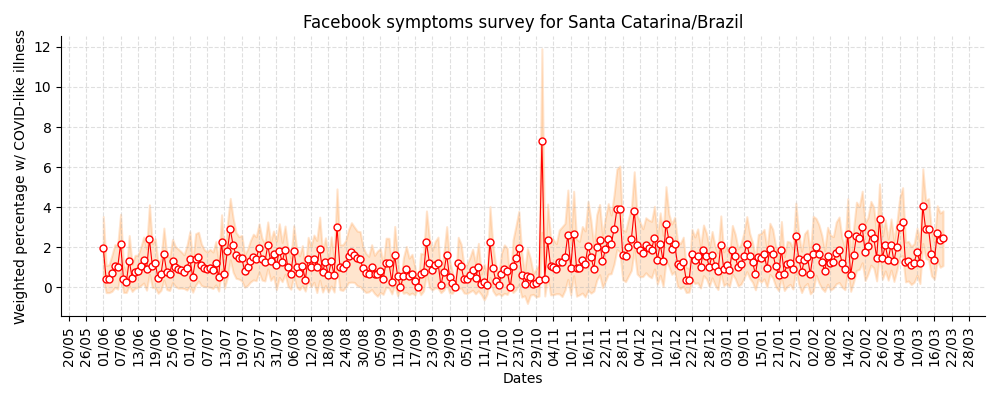 Facebook symptoms survey for Santa Catarina/Brazil
Weighted percentage w/ COVID-like illness
12
10
8
6
4
2
0
20/05 26/05 01/06 07/06 13/06 19/06 25/06 01/07 07/07 13/07 19/07 25/07 31/07 06/08 12/08 18/08 24/08 30/08 05/09 11/09 17/09 23/09 29/09 05/10 11/10 17/10 23/10 29/10 04/11 10/11 16/11 22/11 28/11 04/12 10/12 16/12 22/12 28/12 03/01 09/01 15/01 21/01 27/01 02/02 08/02 14/02 20/02 26/02 04/03 10/03 16/03 22/03 28/03
Dates